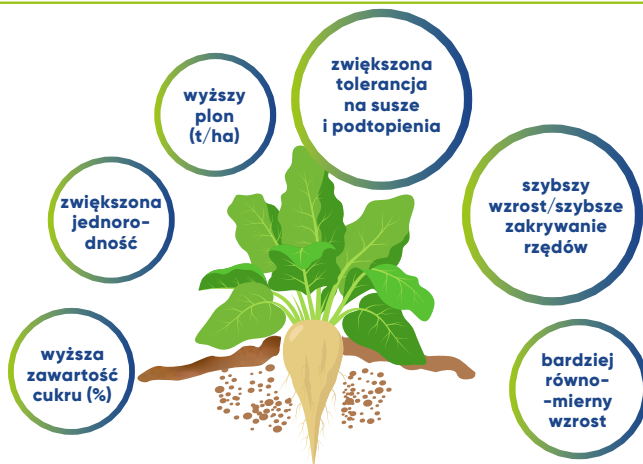 zwiększona
tolerancja
na susze
i podtopienia
wyższy
plon
(t/ha)
szybszy
wzrost/szybsze
zakrywanie
rzędów
zwiększona
jednoro-
dność
wyższa
zawartość
cukru (%)
bardziej
równo-
-mierny
wzrost